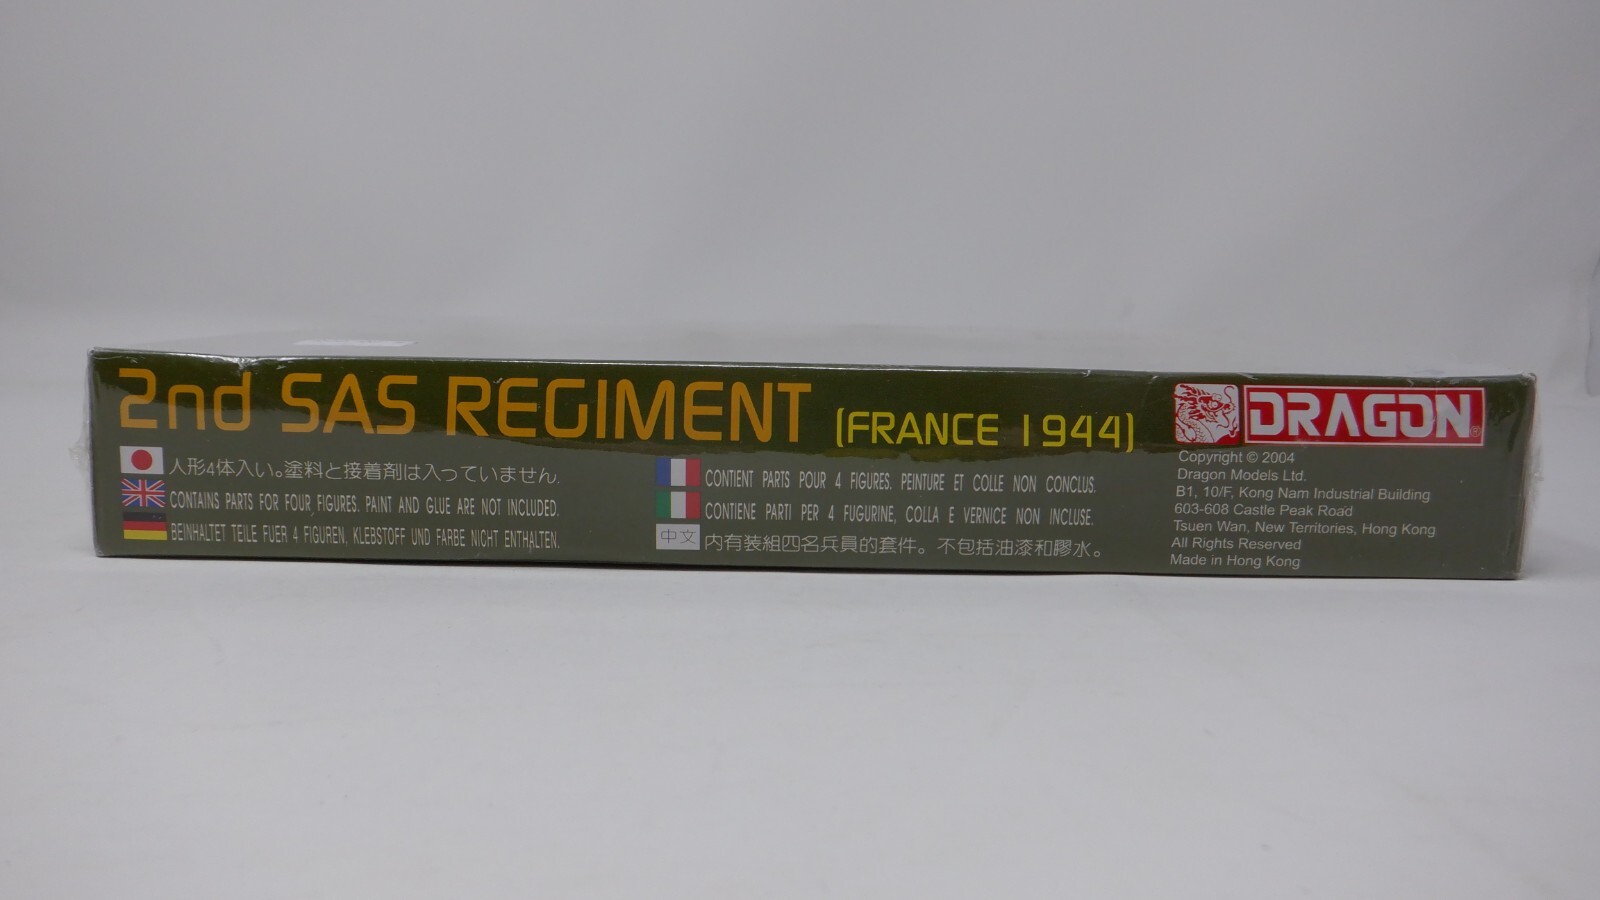 2nd SAS REGIMENT (FRANCE 1944)
人形4体入い。塗料と接着剤は入っていません.
CONTAINS PARTS FOR FOUR FIGURES. PAINT AND GLUE ARE NOT INCLUDED.
BEINHALTET TEILE FUER 4 FIGUREN, KLEBSTOFF UND FARBE NICHT ENTHALTEN.
CONTIENT PARTS POUR 4 FIGURES. PEINTURE ET COLLE NON CONCLUS.
CONTIENE PARTI PER 4 FUGURINE, COLLA E VERNICE NON INCLUSE.
中文 内有装組四名兵員的套件。不包括油漆和膠水。
DRAGON®
Copyright © 2004
Dragon Models Ltd.
B1, 10/F, Kong Nam Industrial Building
603-608 Castle Peak Road
Tsuen Wan, New Territories, Hong Kong
All Rights Reserved
Made in Hong Kong